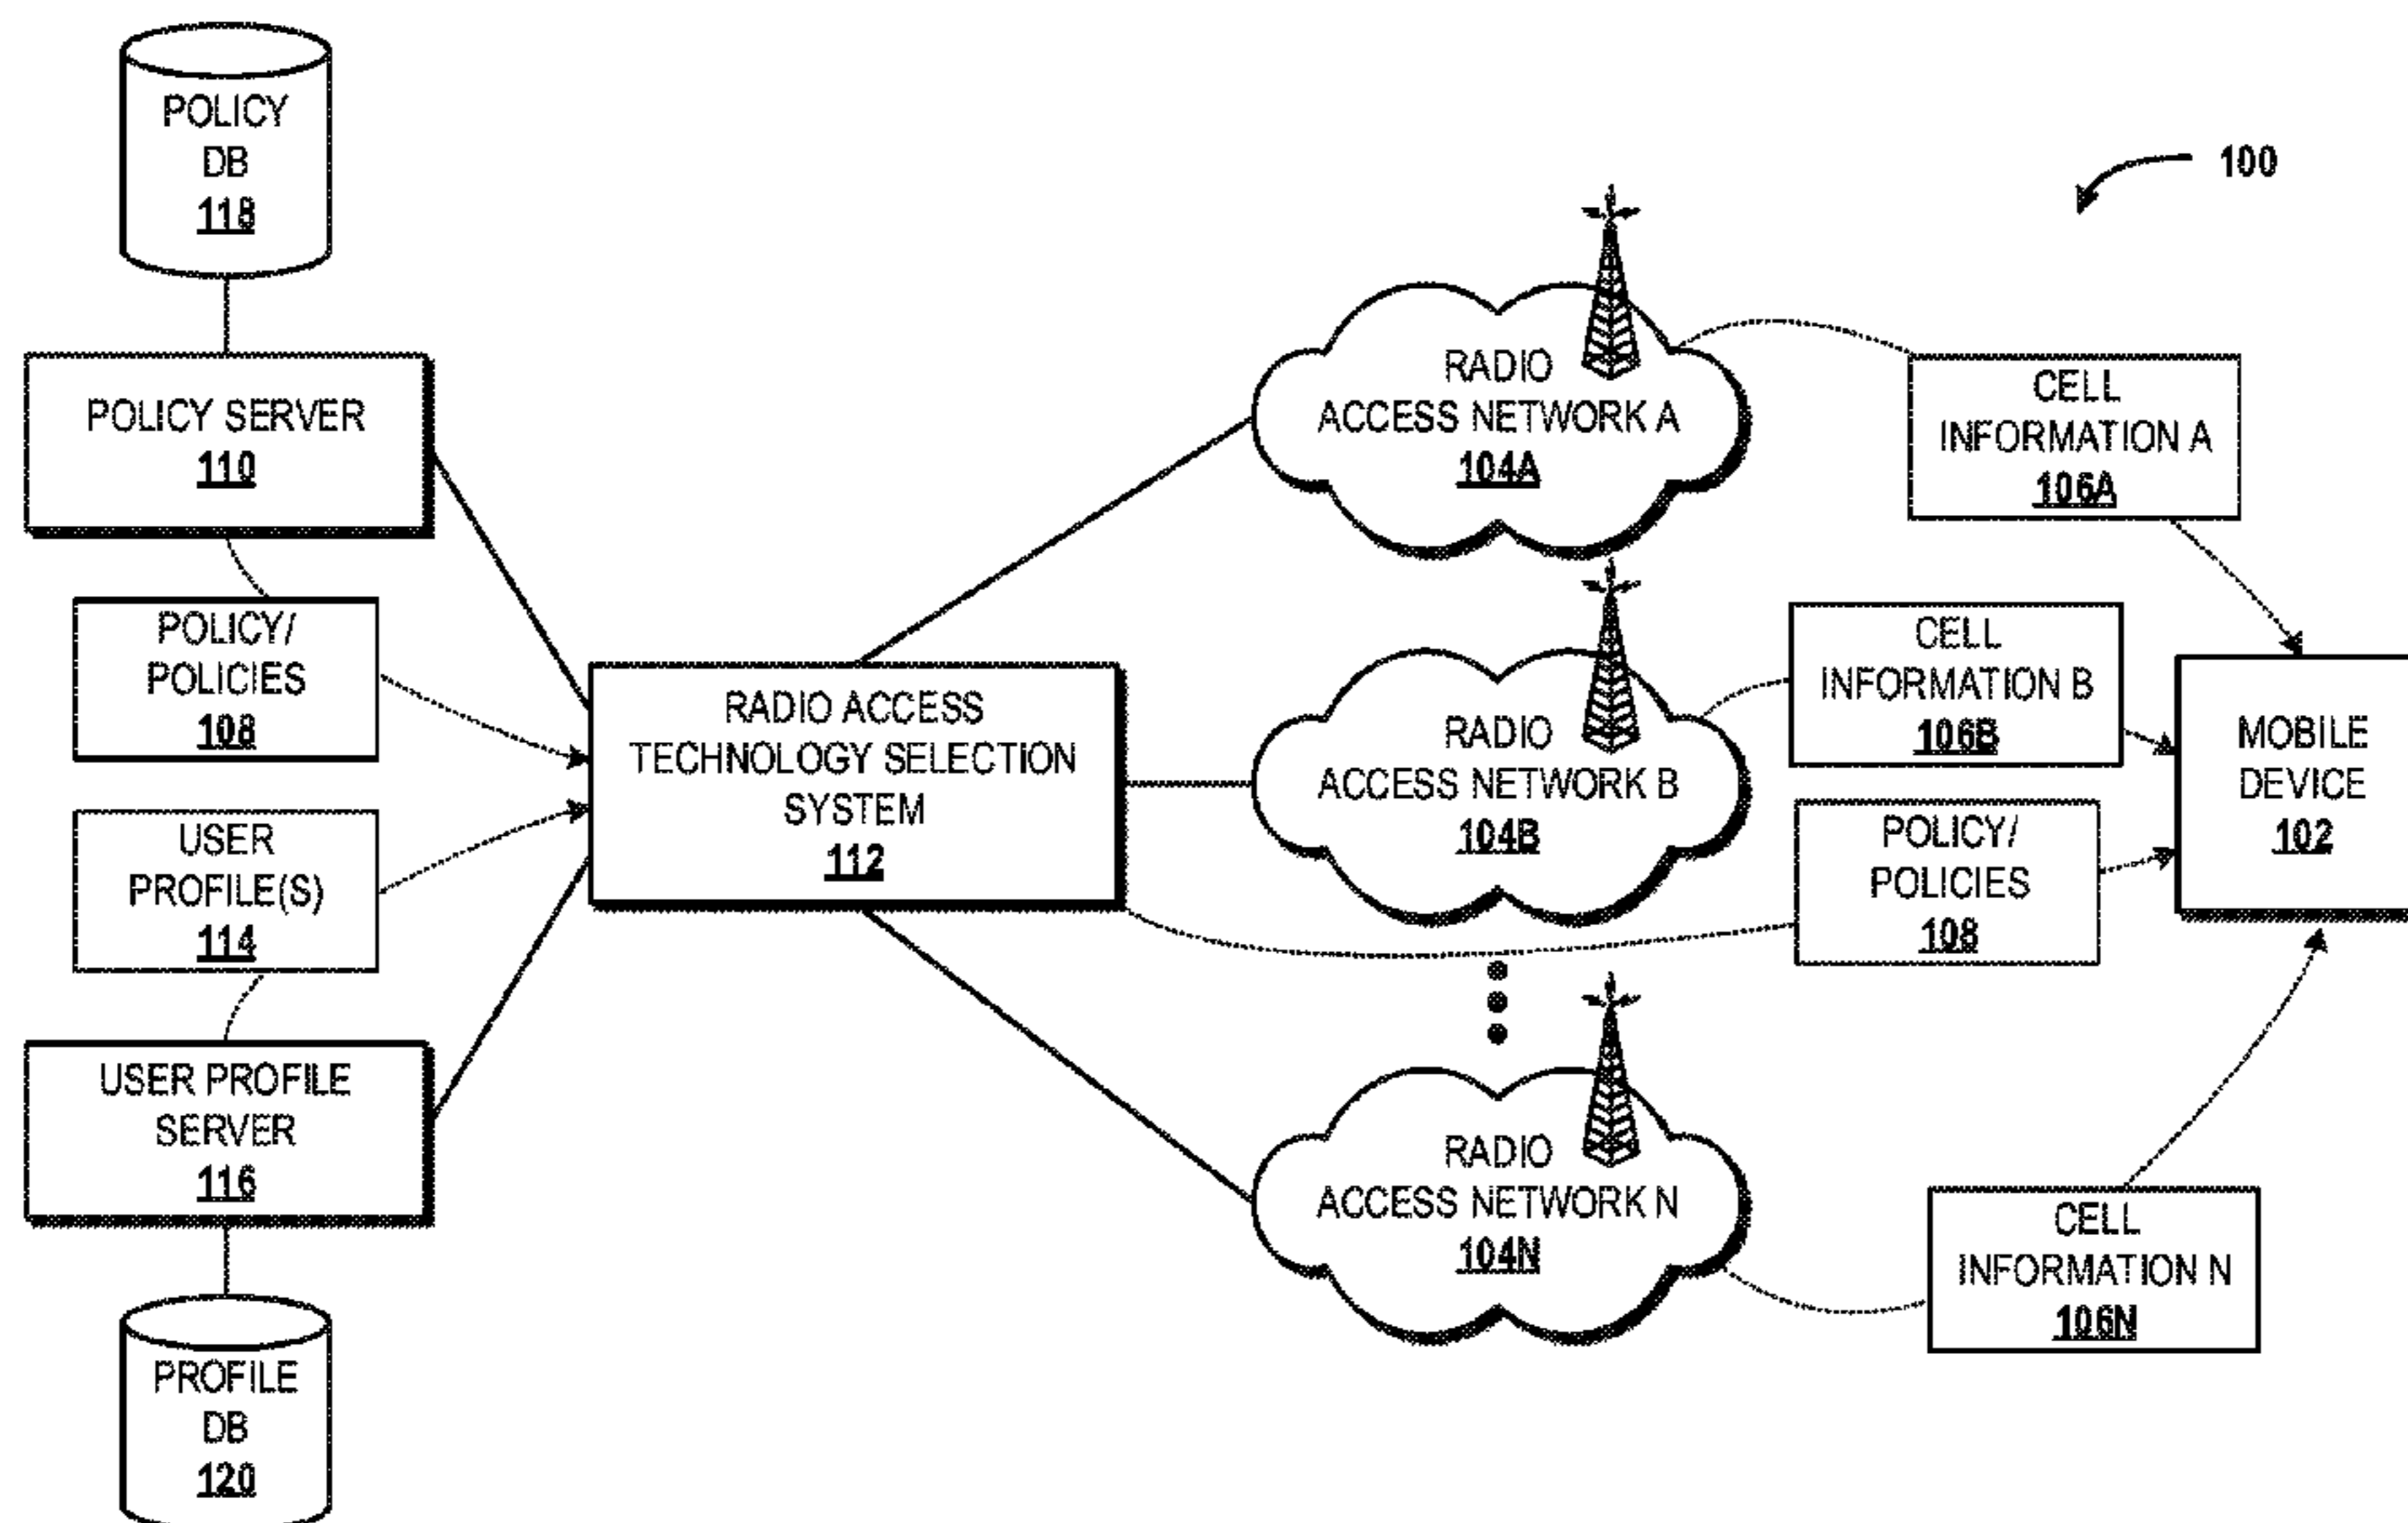 POLICY
DB
118
POLICY SERVER
110
POLICY/
POLICIES
108
USER
PROFILE(S)
114
USER PROFILE
SERVER
116
PROFILE
DB
120
RADIO ACCESS
TECHNOLOGY SELECTION
SYSTEM
112
RADIO
ACCESS NETWORK A
104A
RADIO
ACCESS NETWORK B
104B
RADIO
ACCESS NETWORK N
104N
100
CELL
INFORMATION A
106A
CELL
INFORMATION B
106B
POLICY/
POLICIES
108
MOBILE
DEVICE
102
CELL
INFORMATION N
106N